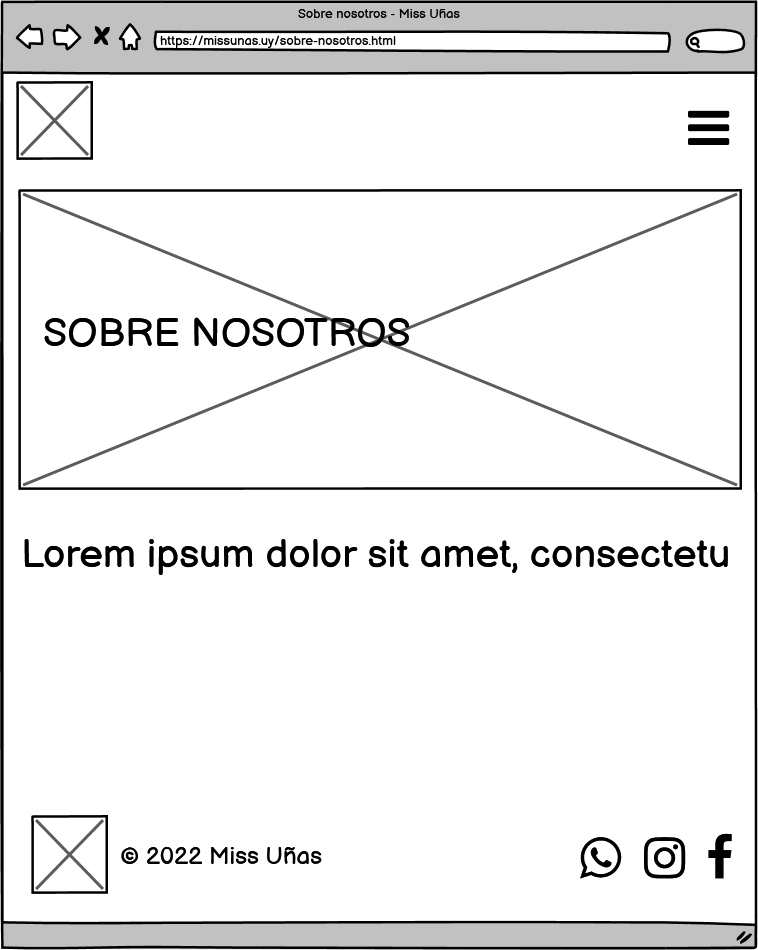 Sobre nosotros - Miss Uñas
https://missunas.uy/sobre-nosotros.html
SOBRE NOSOTROS
Lorem ipsum dolor sit amet, consectetu
© 2022 Miss Uñas